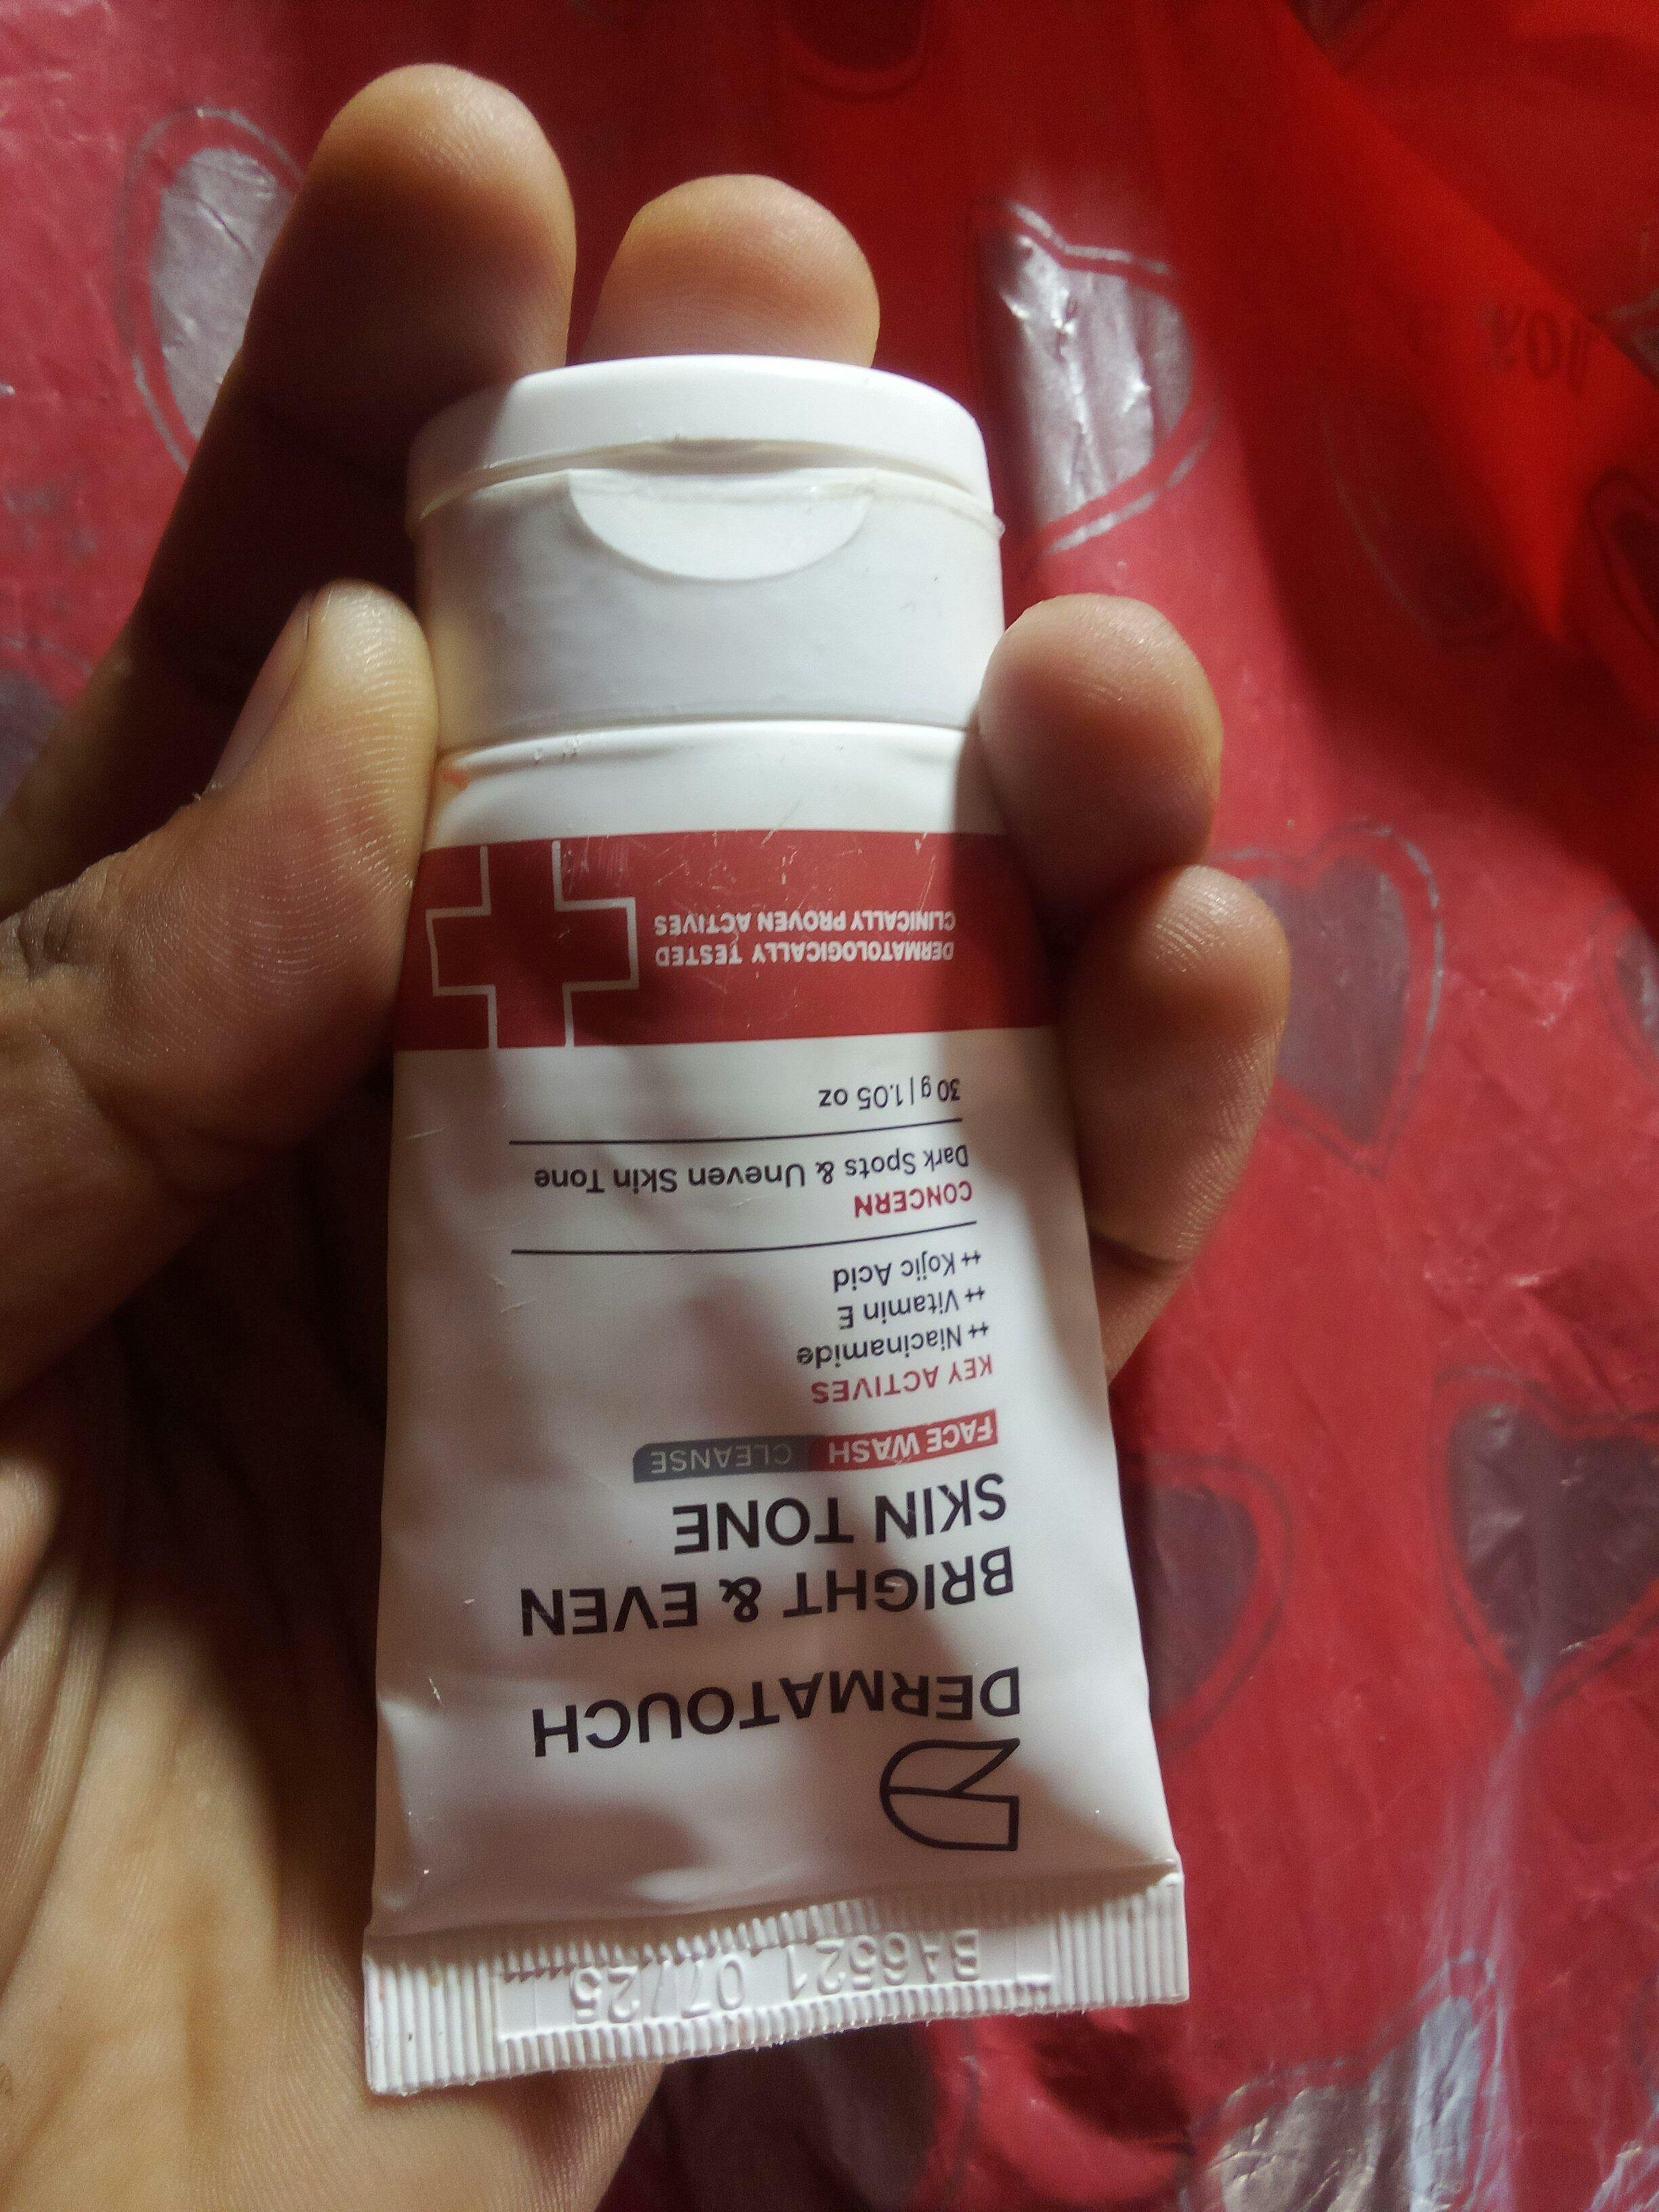 DERMATOUCH
BRIGHT & EVEN
SKIN TONE
FACE WASH CLEANSE
KEY ACTIVES
++ Niacinamide
++ Vitamin E
++ Kojic Acid
CONCERN
Dark Spots & Uneven Skin Tone
30 g | 1.05 oz
DERMATOLOGICALLY TESTED
CLINICALLY PROVEN ACTIVES
BA6521 07/25